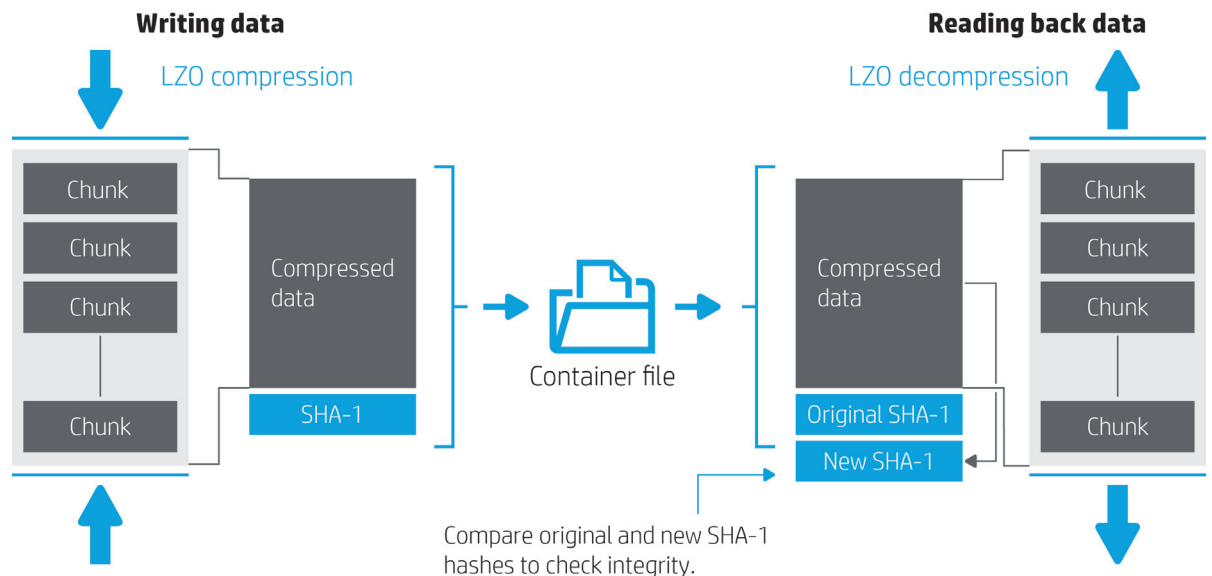 Writing data
LZO compression
Chunk
Chunk
Chunk
Chunk
Compressed
data
SHA-1
Container file
Reading back data
LZO decompression
Compressed
data
Original SHA-1
New SHA-1
Chunk
Chunk
Chunk
Chunk
Compare original and new SHA-1
hashes to check integrity.